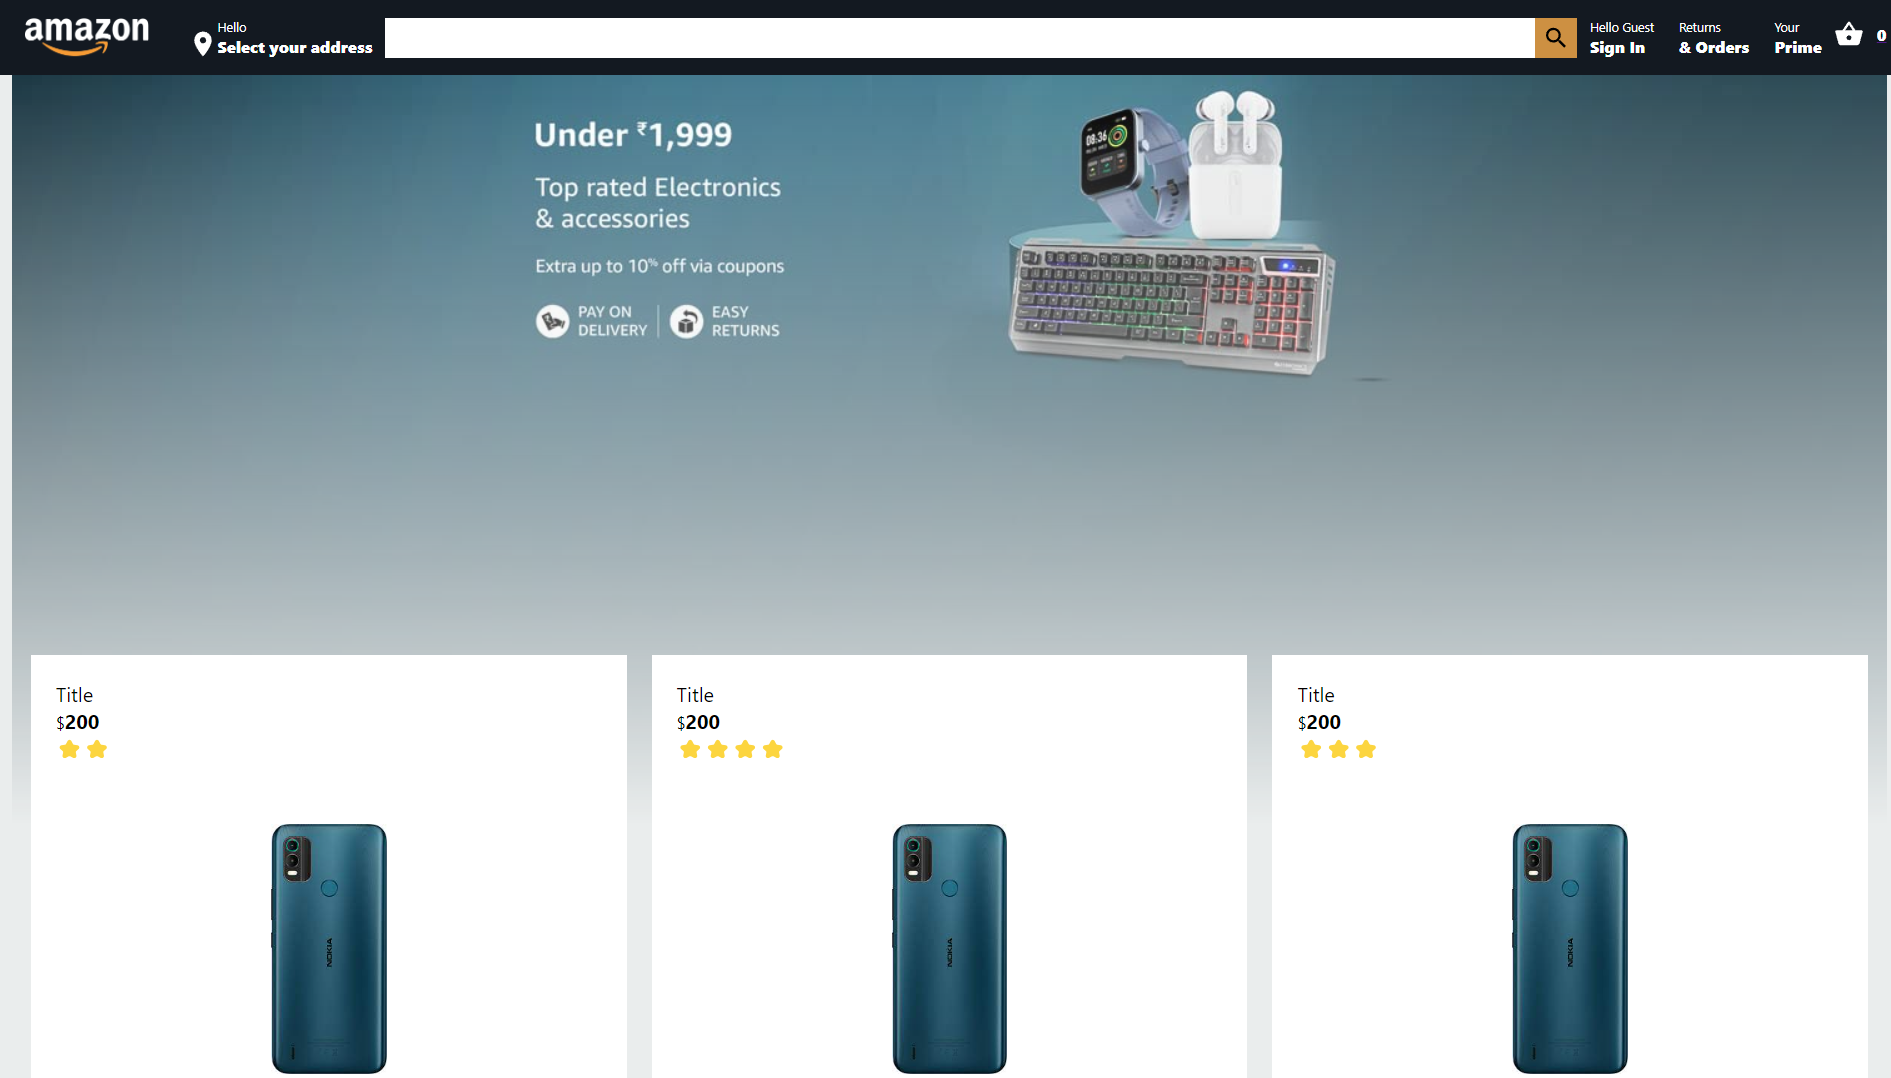 amazon
Hello
Select your address
Hello Guest
Sign In
Returns
& Orders
Your
Prime
0
Under ₹1,999
Top rated Electronics
& accessories
Extra up to 10% off via coupons
PAY ON
DELIVERY
EASY
RETURNS
08:36
Title
$200
NOKIA
Title
$200
NOKIA
Title
$200
NOKIA